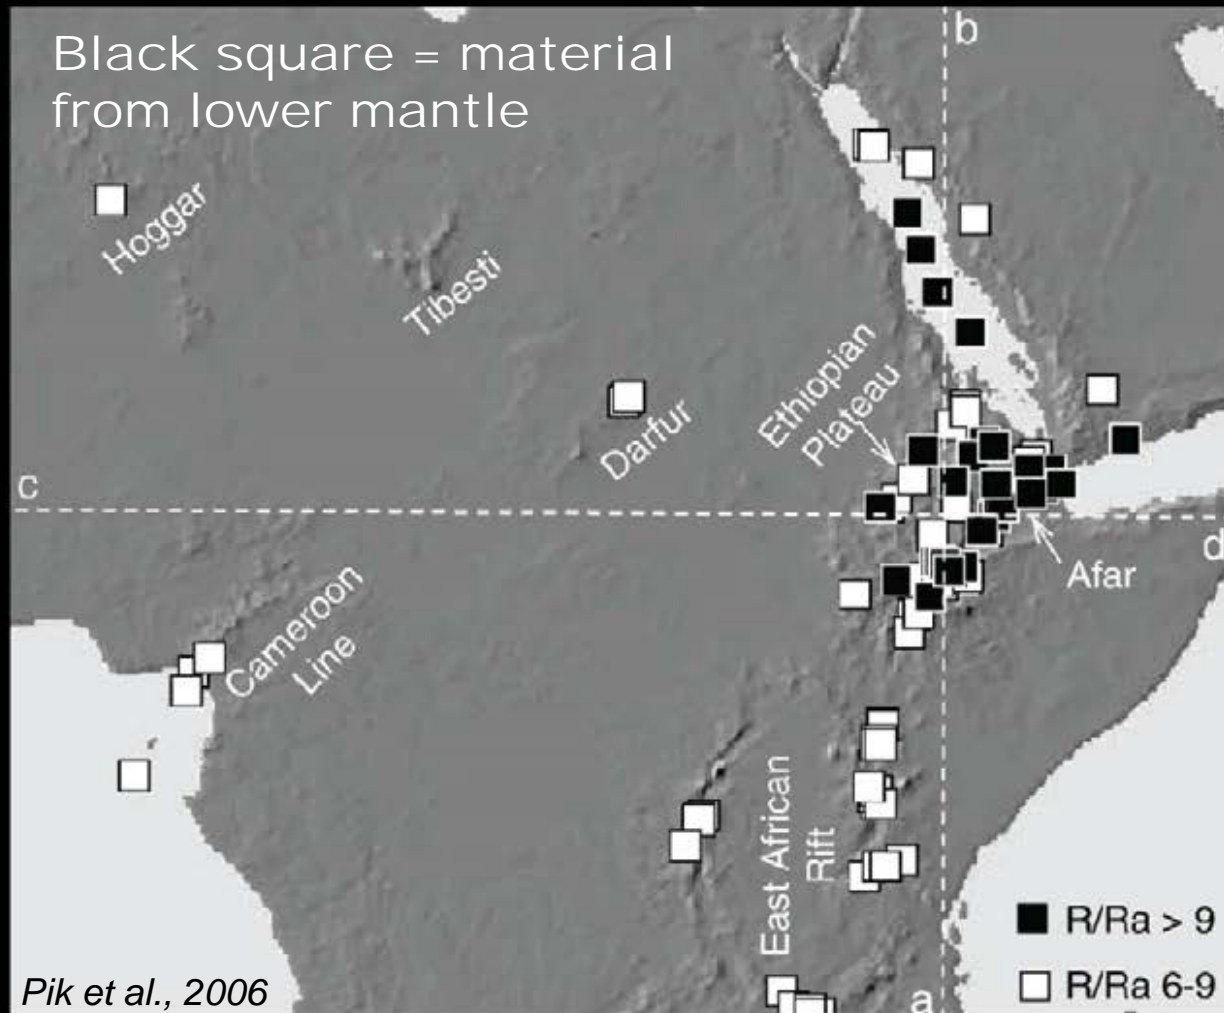 Black square = material
from lower mantle
b
Hoggar
Tibesti
Darfur
Ethiopian
Plateau
c
d
Afar
Cameroon
Line
East African
Rift
R/Ra > 9
R/Ra 6-9
a
Pik et al., 2006